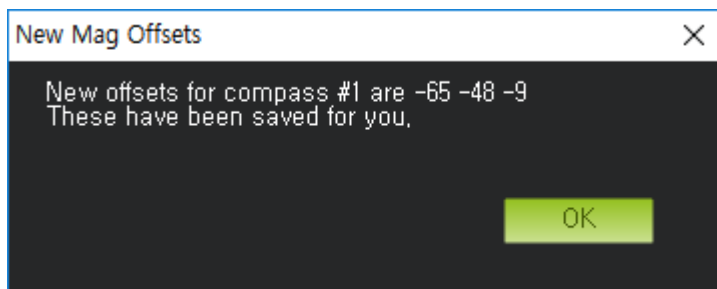 New Mag Offsets
New offsets for compass #1 are -65 -48 -9
These have been saved for you,
OK